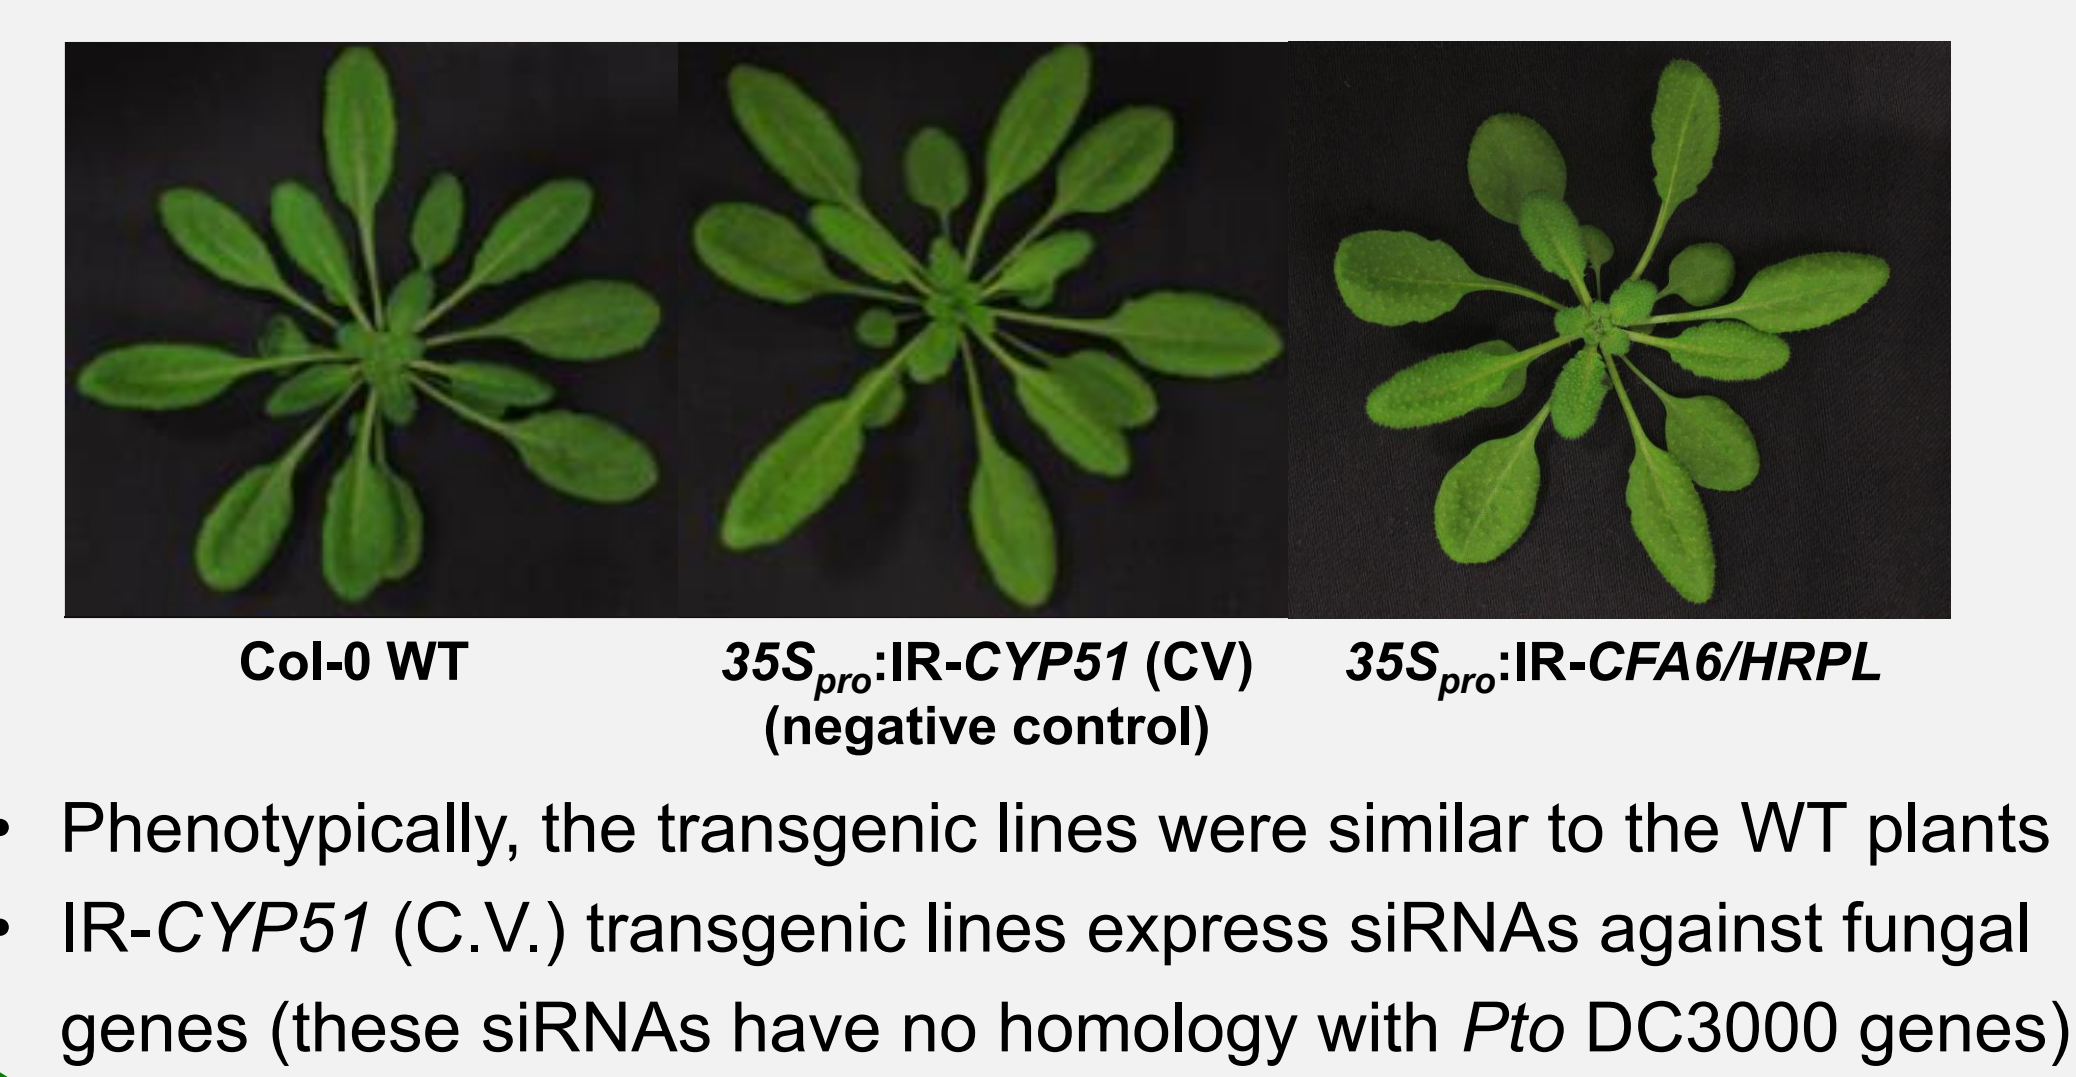 Col-0 WT
35Spro:IR-CYP51 (CV)
(negative control)
35Spro:IR-CFA6/HRPL
• Phenotypically, the transgenic lines were similar to the WT plants
• IR-CYP51 (C.V.) transgenic lines express siRNAs against fungal
genes (these siRNAs have no homology with Pto DC3000 genes)